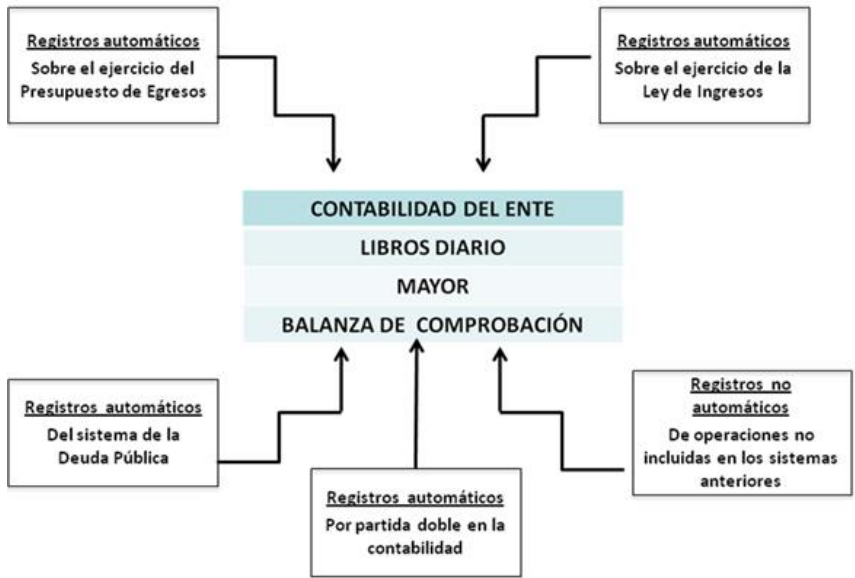 Registros automáticos
Sobre el ejercicio del
Presupuesto de Egresos
Registros automáticos
Sobre el ejercicio de la
Ley de Ingresos
CONTABILIDAD DEL ENTE
LIBROS DIARIO
MAYOR
BALANZA DE COMPROBACIÓN
Registros automáticos
Del sistema de la
Deuda Pública
Registros automáticos
Por partida doble en la
contabilidad
Registros no
automáticos
De operaciones no
incluidas en los sistemas
anteriores